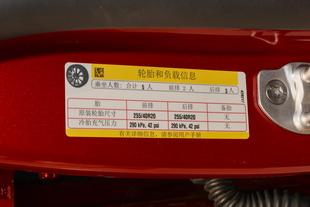 轮胎和负载信息
乘坐人数: 合计 5 人 前排 2 人 后排 3 人
胎 前排 后排 备胎
原装轮胎尺寸 255/40R20 255/40R20 无
冷胎充气压力 290 kPa, 42 psi 290 kPa, 42 psi 无
有关详细信息, 请参阅用户手册